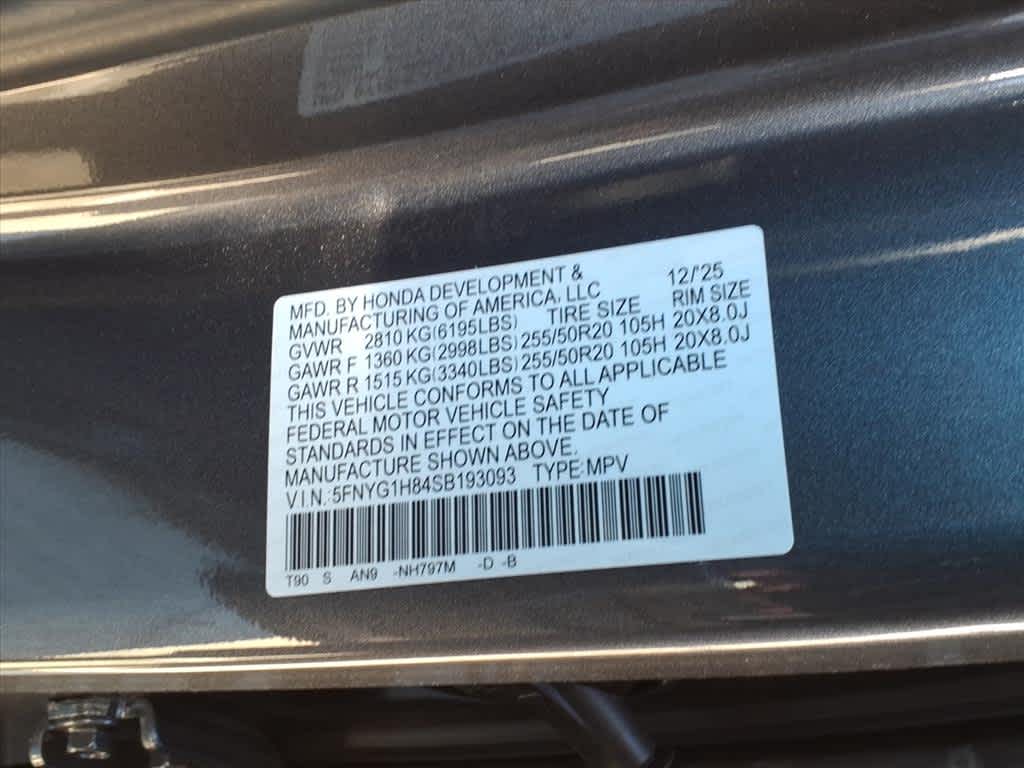 MFD. BY HONDA DEVELOPMENT & 12/'25
MANUFACTURING OF AMERICA, LLC
GVWR 2810 KG(6195LBS) TIRE SIZE RIM SIZE
GAWR F 1360 KG(2998LBS) 255/50R20 105H 20X8.0J
GAWR R 1515 KG(3340LBS) 255/50R20 105H 20X8.0J
THIS VEHICLE CONFORMS TO ALL APPLICABLE
FEDERAL MOTOR VEHICLE SAFETY
STANDARDS IN EFFECT ON THE DATE OF
MANUFACTURE SHOWN ABOVE.
V I N.: 5FNYG1H84SB193093 TYPE: MPV
T90 S AN9 -NH797M -D -B